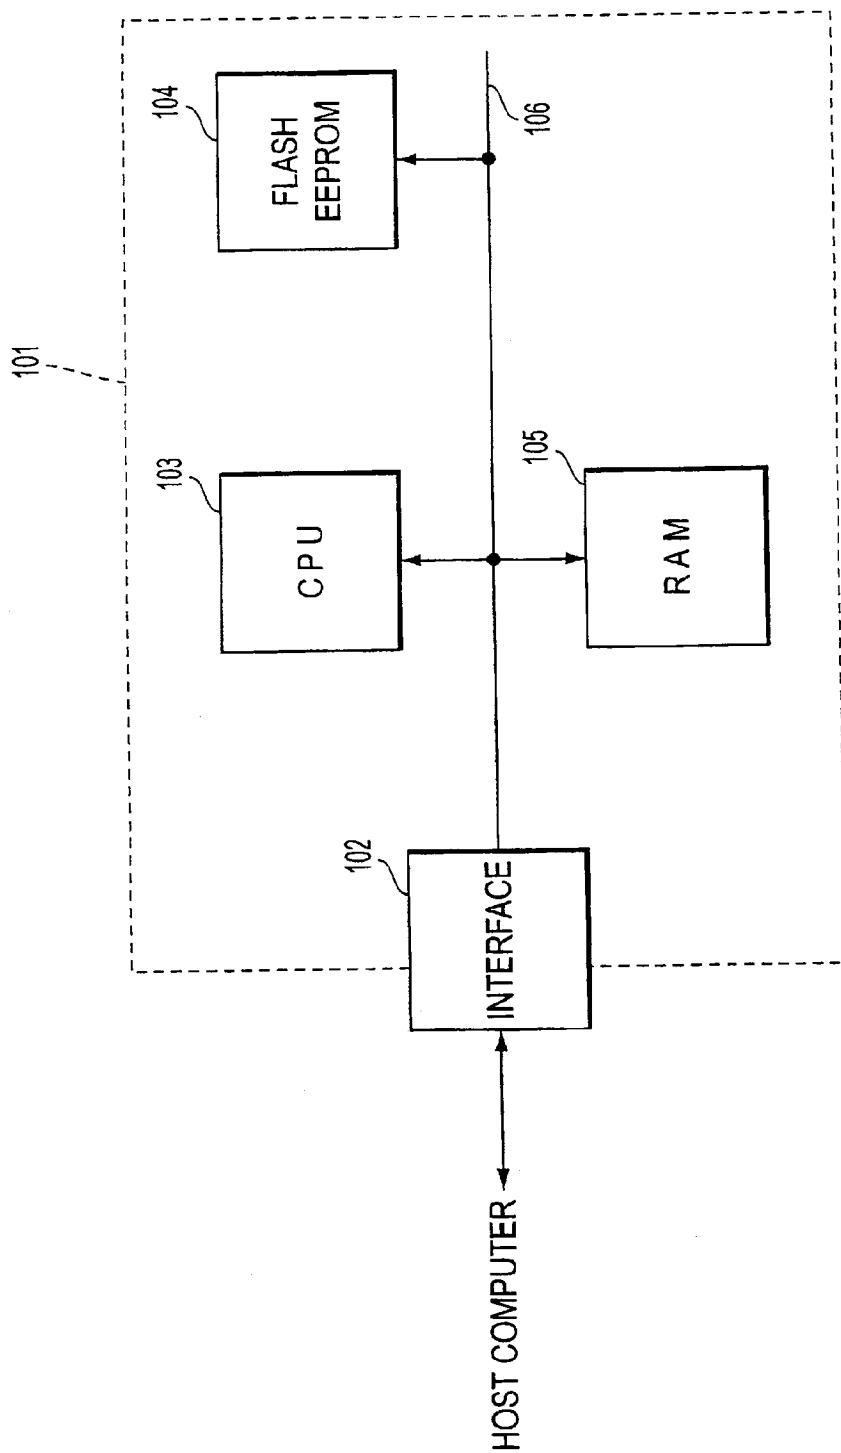 101
103
CPU
104
FLASH
EEPROM
102
INTERFACE
HOST COMPUTER
105
RAM
106